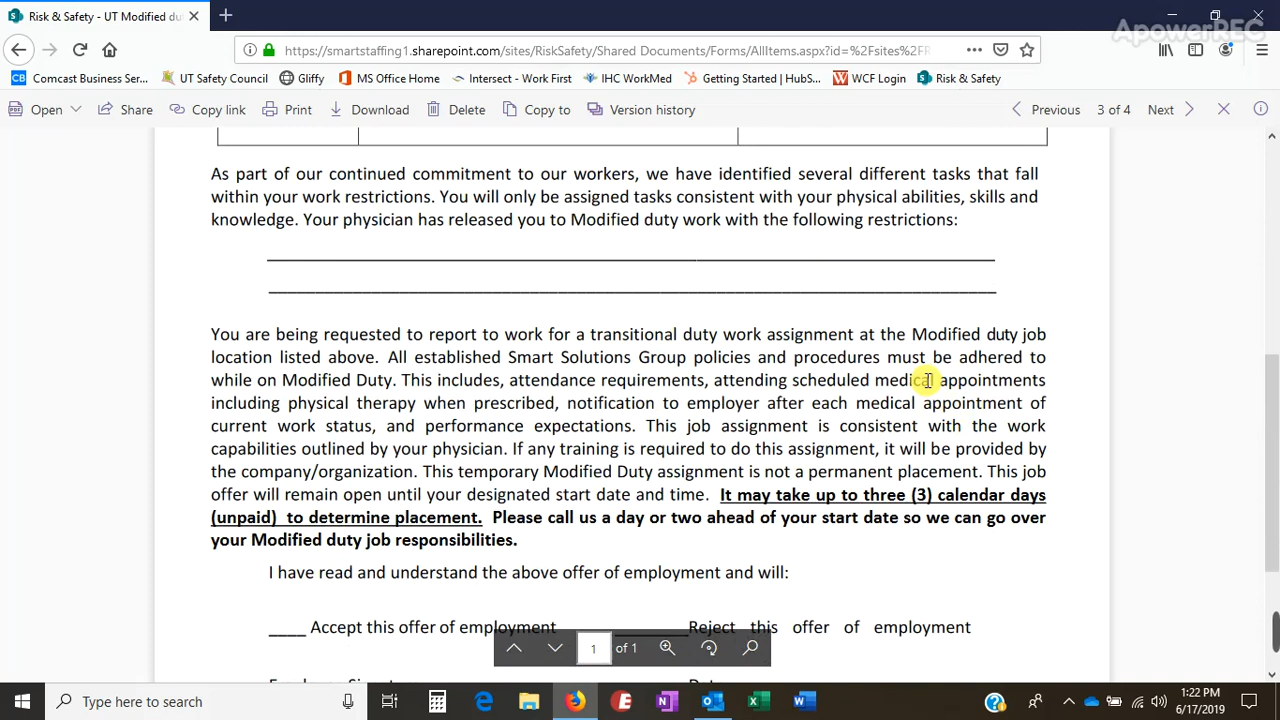 Risk & Safety - UT Modified du
ApowerREC
https://smartstaffing1.sharepoint.com/sites/RiskSafety/Shared Documents/Forms/AllItems.aspx?id=%2Fsites%2FR
Comcast Business Ser... UT Safety Council Gliffy MS Office Home Intersect - Work First IHC WorkMed Getting Started | HubS... WCF Login Risk & Safety
Open Share Copy link Print Download Delete Copy to Version history Previous 3 of 4 Next
As part of our continued commitment to our workers, we have identified several different tasks that fall
within your work restrictions. You will only be assigned tasks consistent with your physical abilities, skills and
knowledge. Your physician has released you to Modified duty work with the following restrictions:
You are being requested to report to work for a transitional duty work assignment at the Modified duty job
location listed above. All established Smart Solutions Group policies and procedures must be adhered to
while on Modified Duty. This includes, attendance requirements, attending scheduled medical appointments
including physical therapy when prescribed, notification to employer after each medical appointment of
current work status, and performance expectations. This job assignment is consistent with the work
capabilities outlined by your physician. If any training is required to do this assignment, it will be provided by
the company/organization. This temporary Modified Duty assignment is not a permanent placement. This job
offer will remain open until your designated start date and time. It may take up to three (3) calendar days
(unpaid) to determine placement. Please call us a day or two ahead of your start date so we can go over
your Modified duty job responsibilities.
I have read and understand the above offer of employment and will:
____ Accept this offer of employment ________Reject this offer of employment
1 of 1
Type here to search
1:22 PM
6/17/2019